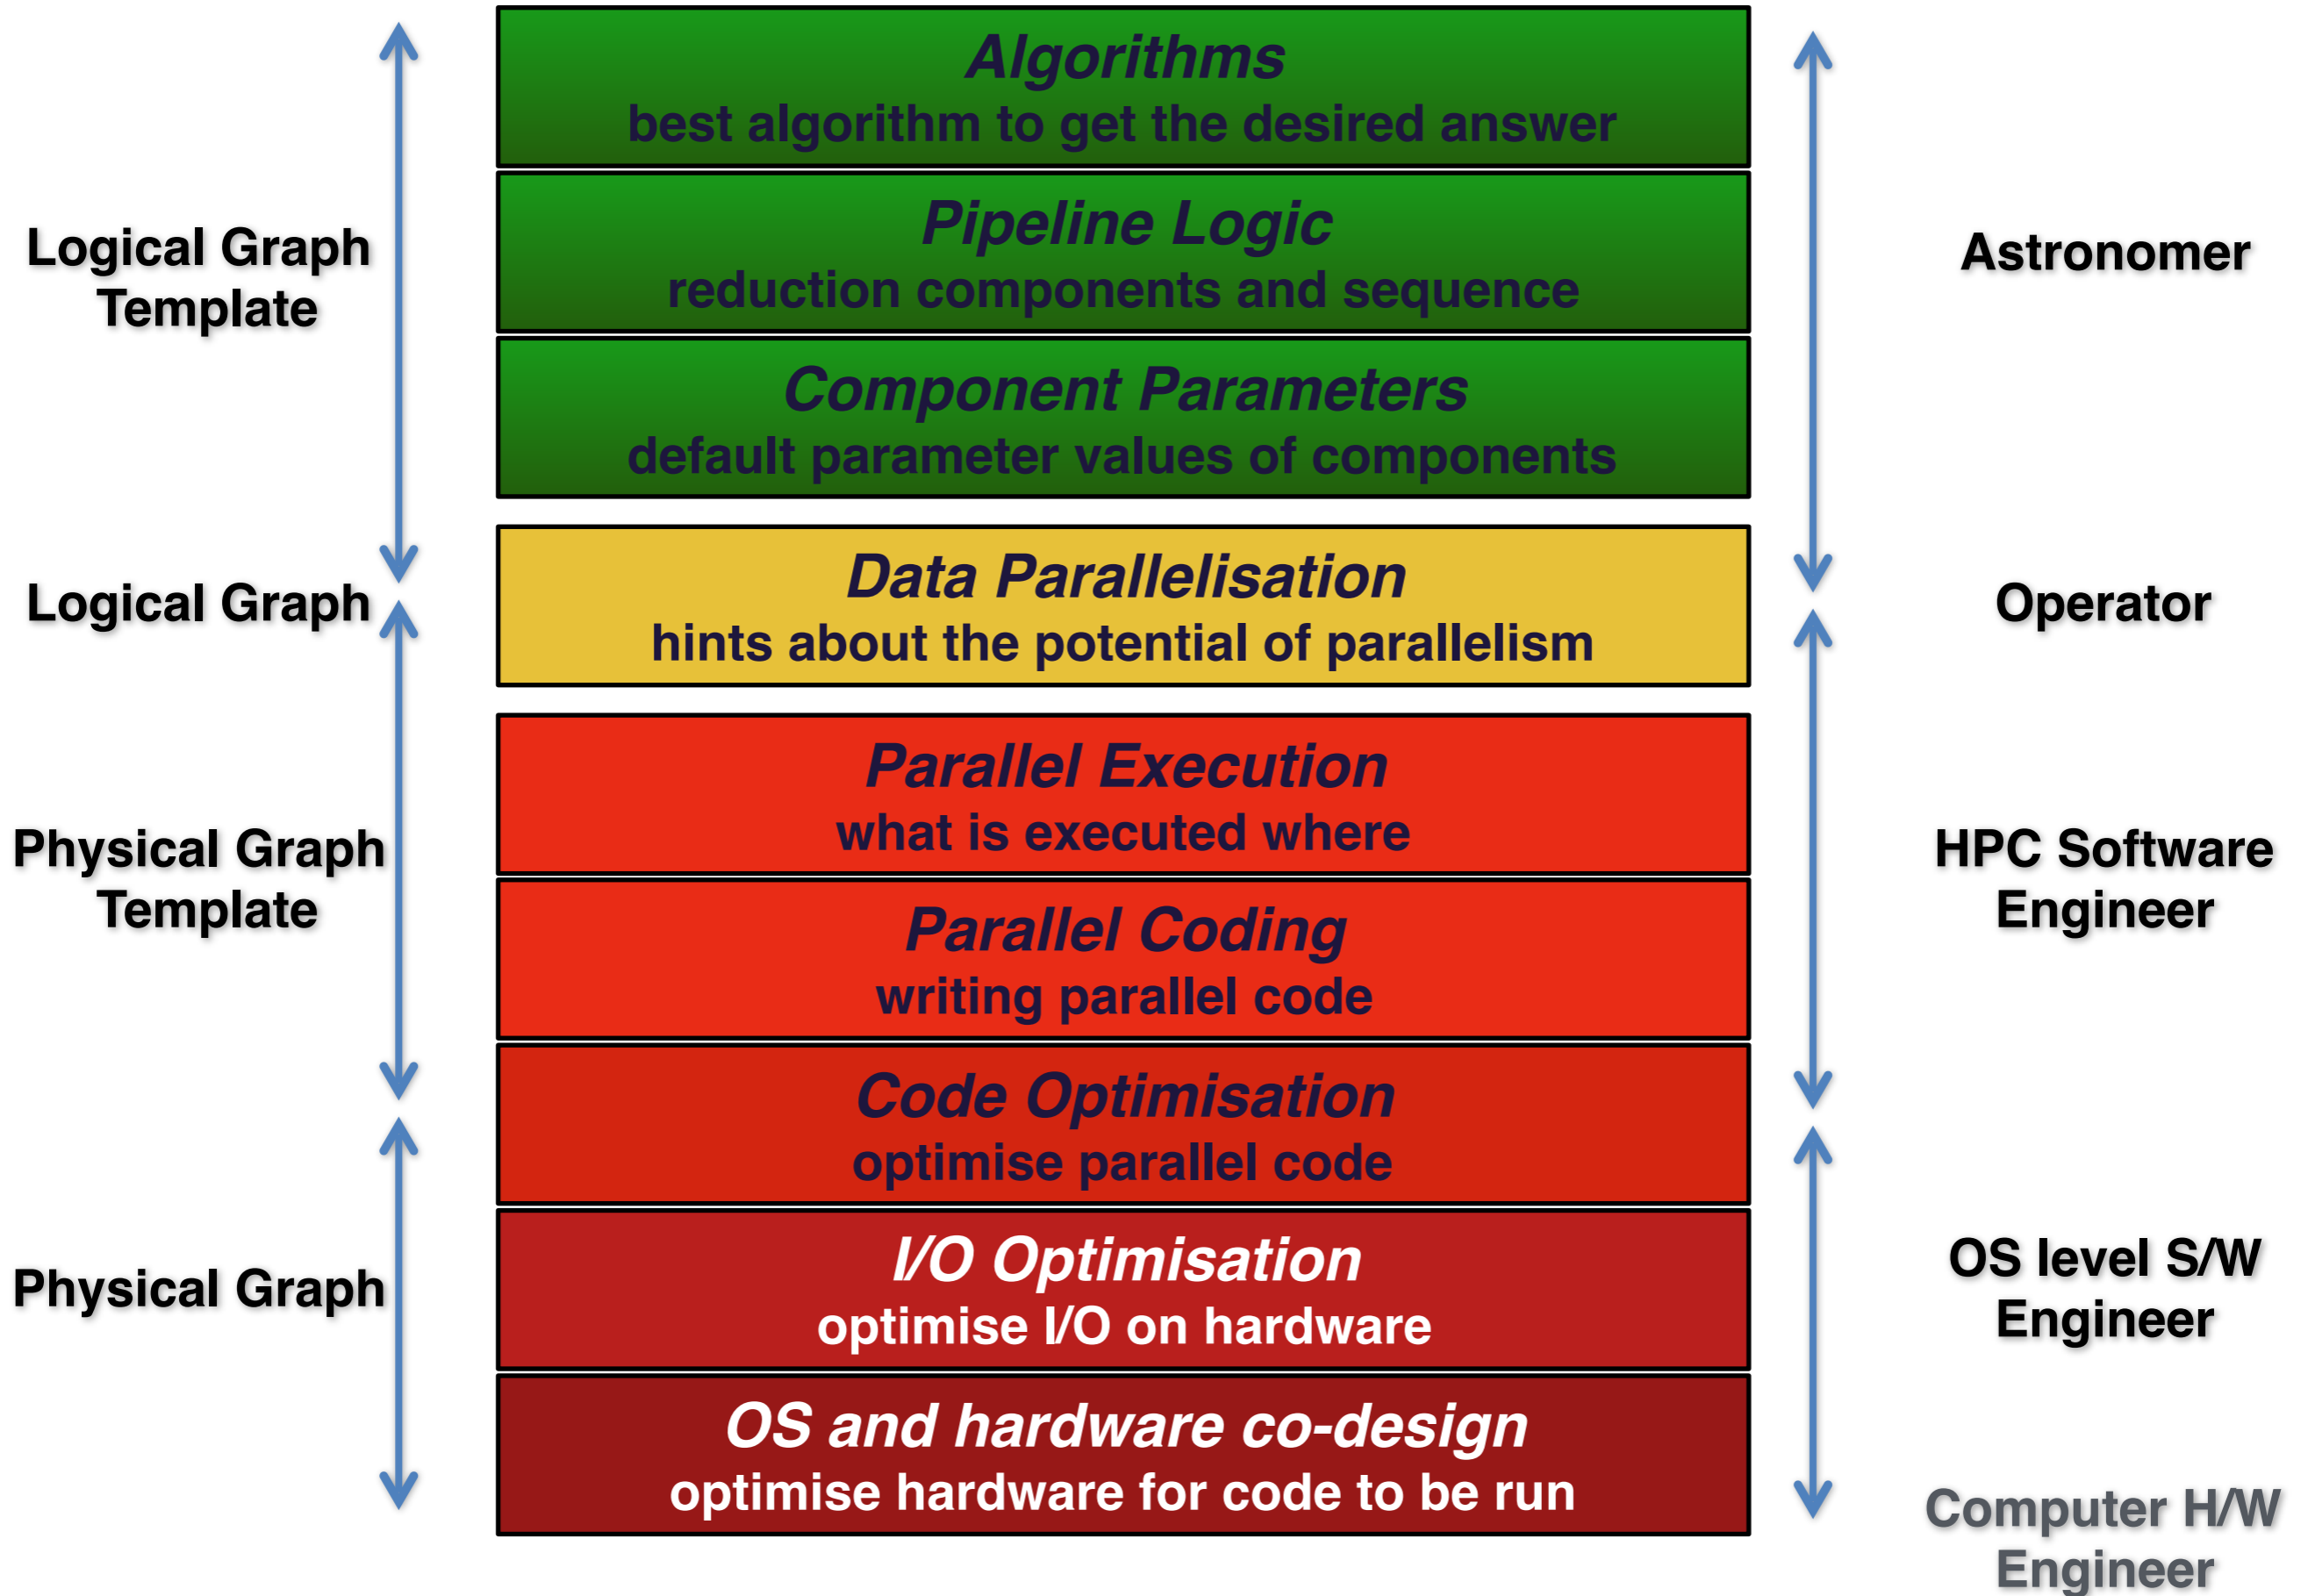 Algorithms
best algorithm to get the desired answer
Pipeline Logic
reduction components and sequence
Component Parameters
default parameter values of components
Data Parallelisation
hints about the potential of parallelism
Parallel Execution
what is executed where
Parallel Coding
writing parallel code
Code Optimisation
optimise parallel code
I/O Optimisation
optimise I/O on hardware
OS and hardware co-design
optimise hardware for code to be run
Logical Graph
Template
Logical Graph
Physical Graph
Template
Physical Graph
Astronomer
Operator
HPC Software
Engineer
OS level S/W
Engineer
Computer H/W
Engineer